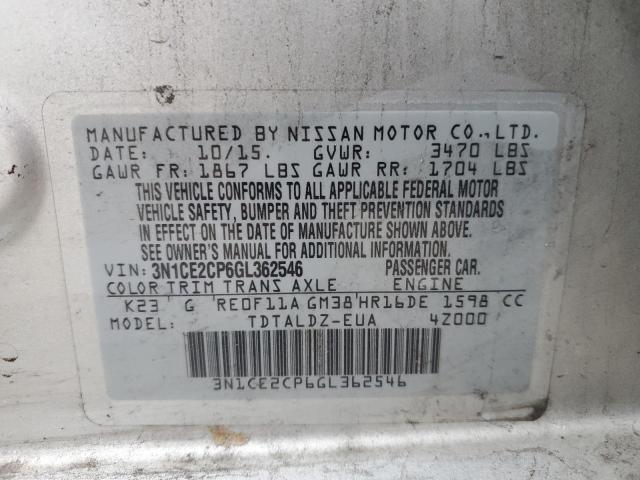 MANUFACTURED BY NISSAN MOTOR CO., LTD.
DATE: 10/15. GVWR: 3470 LBS
GAWR FR: 1867 LBS GAWR RR: 1704 LBS
THIS VEHICLE CONFORMS TO ALL APPLICABLE FEDERAL MOTOR
VEHICLE SAFETY, BUMPER AND THEFT PREVENTION STANDARDS
IN EFFECT ON THE DATE OF MANUFACTURE SHOWN ABOVE.
SEE OWNER'S MANUAL FOR ADDITIONAL INFORMATION.
VIN: 3N1CE2CP6GL362546 PASSENGER CAR.
COLOR TRIM TRANS AXLE ENGINE
K23 G RE0F11A GM38 HR16DE 1598 CC
MODEL: TDTALDZ-EUA 4Z000
3N1CE2CP6GL362546